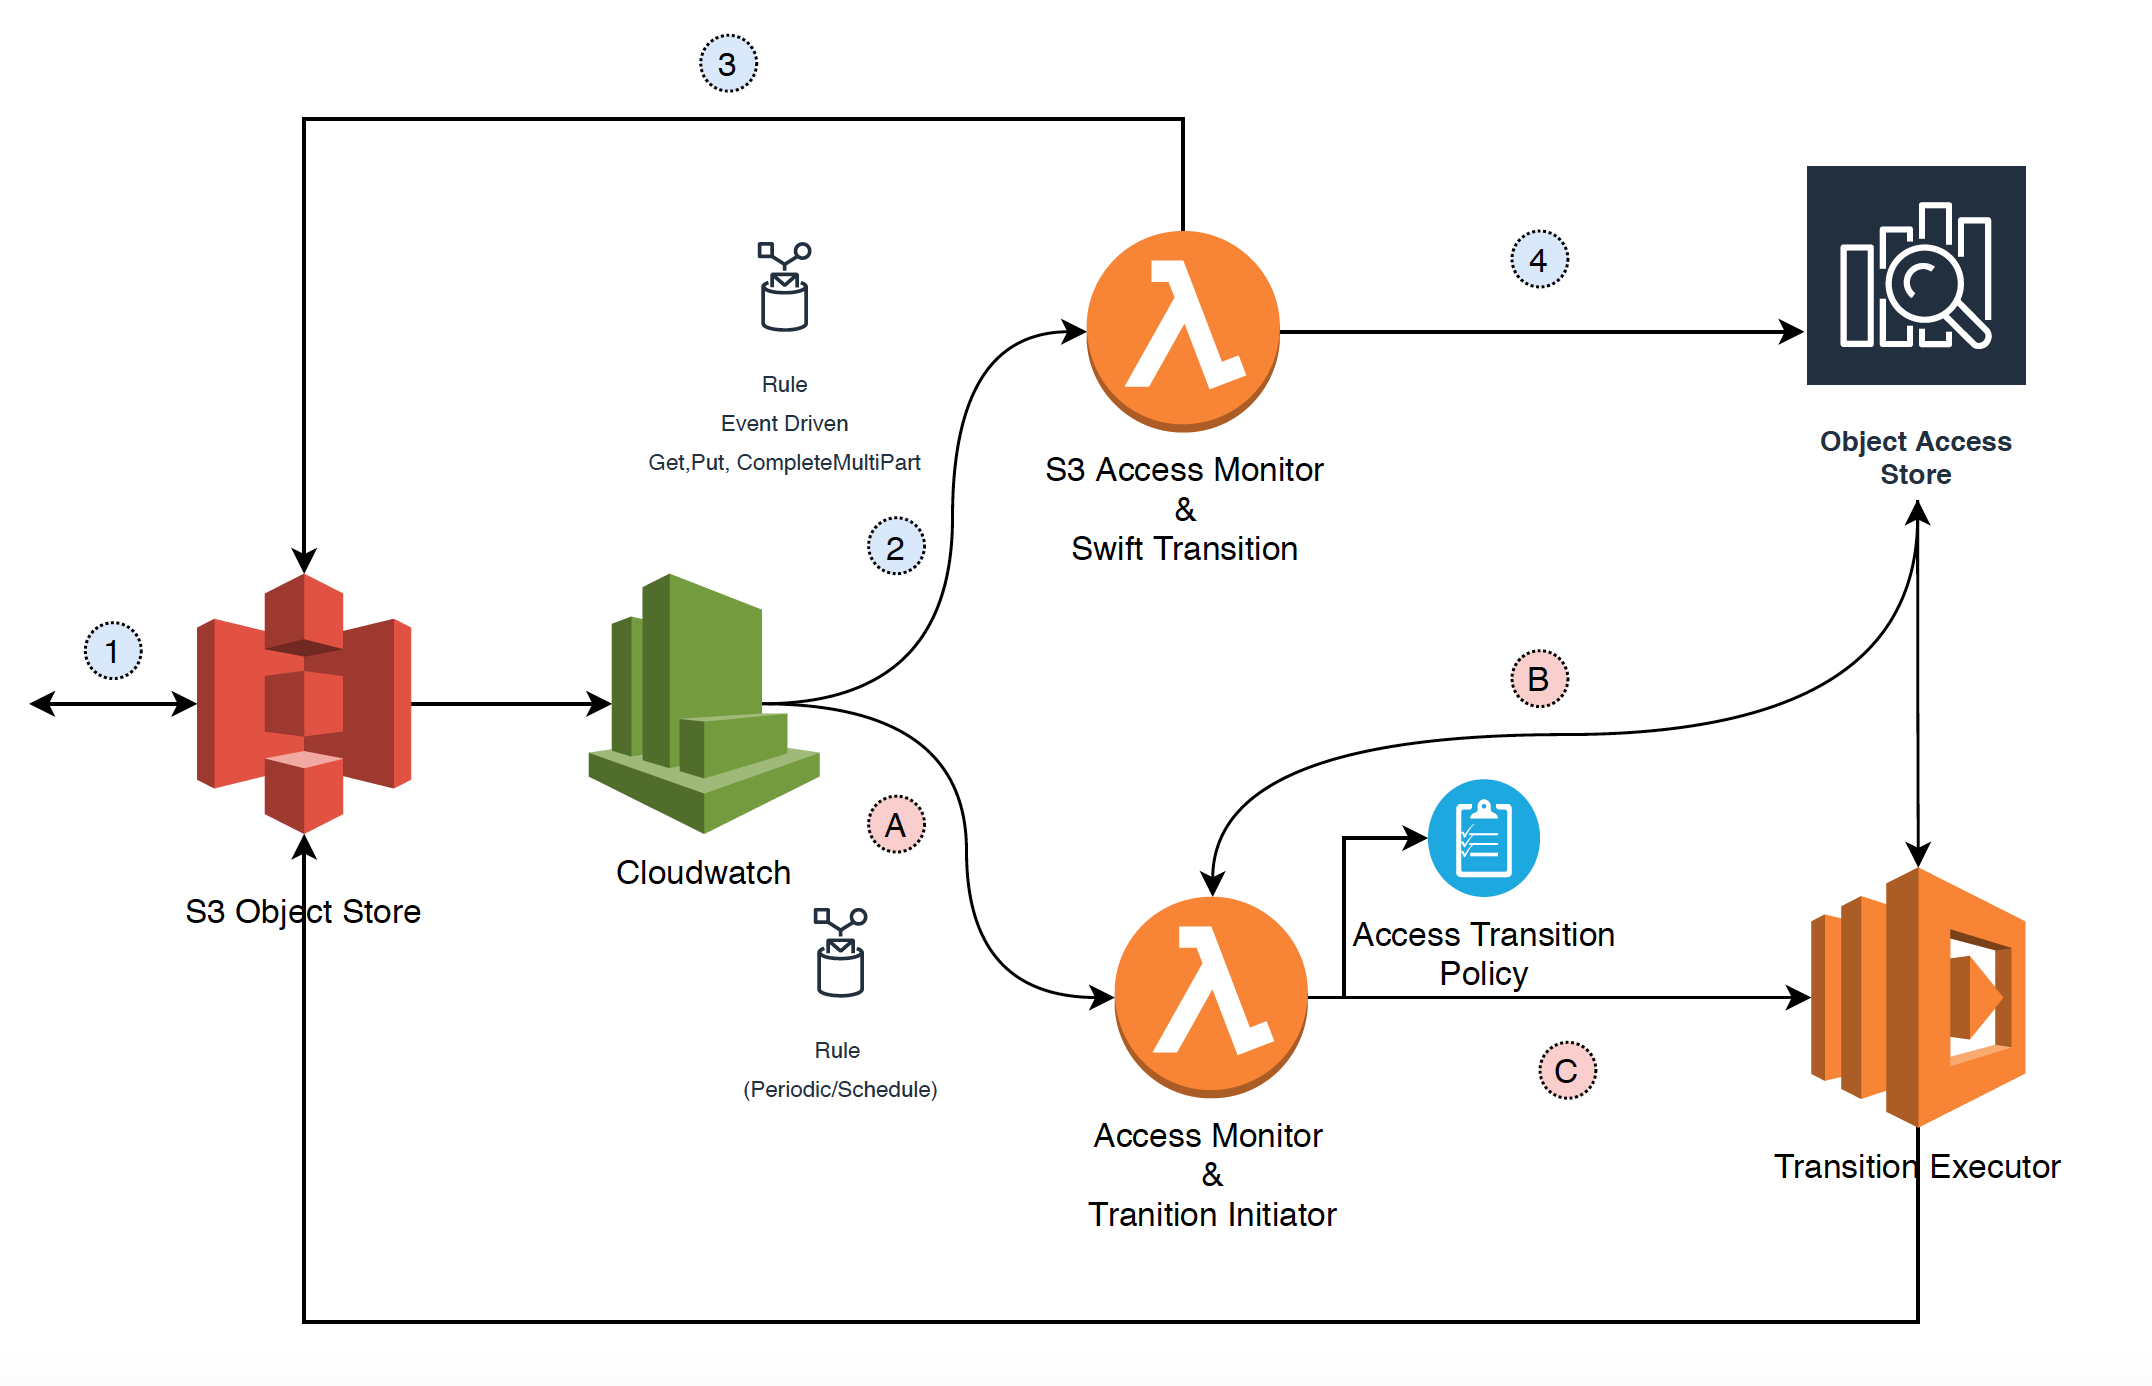 3
4
Rule
Event Driven
Get,Put, CompleteMultiPart
S3 Access Monitor
&
Swift Transition
Object Access
Store
2
1
B
A
Cloudwatch
S3 Object Store
Access Transition
Policy
Rule
(Periodic/Schedule)
C
Access Monitor
&
Tranition Initiator
Transition Executor